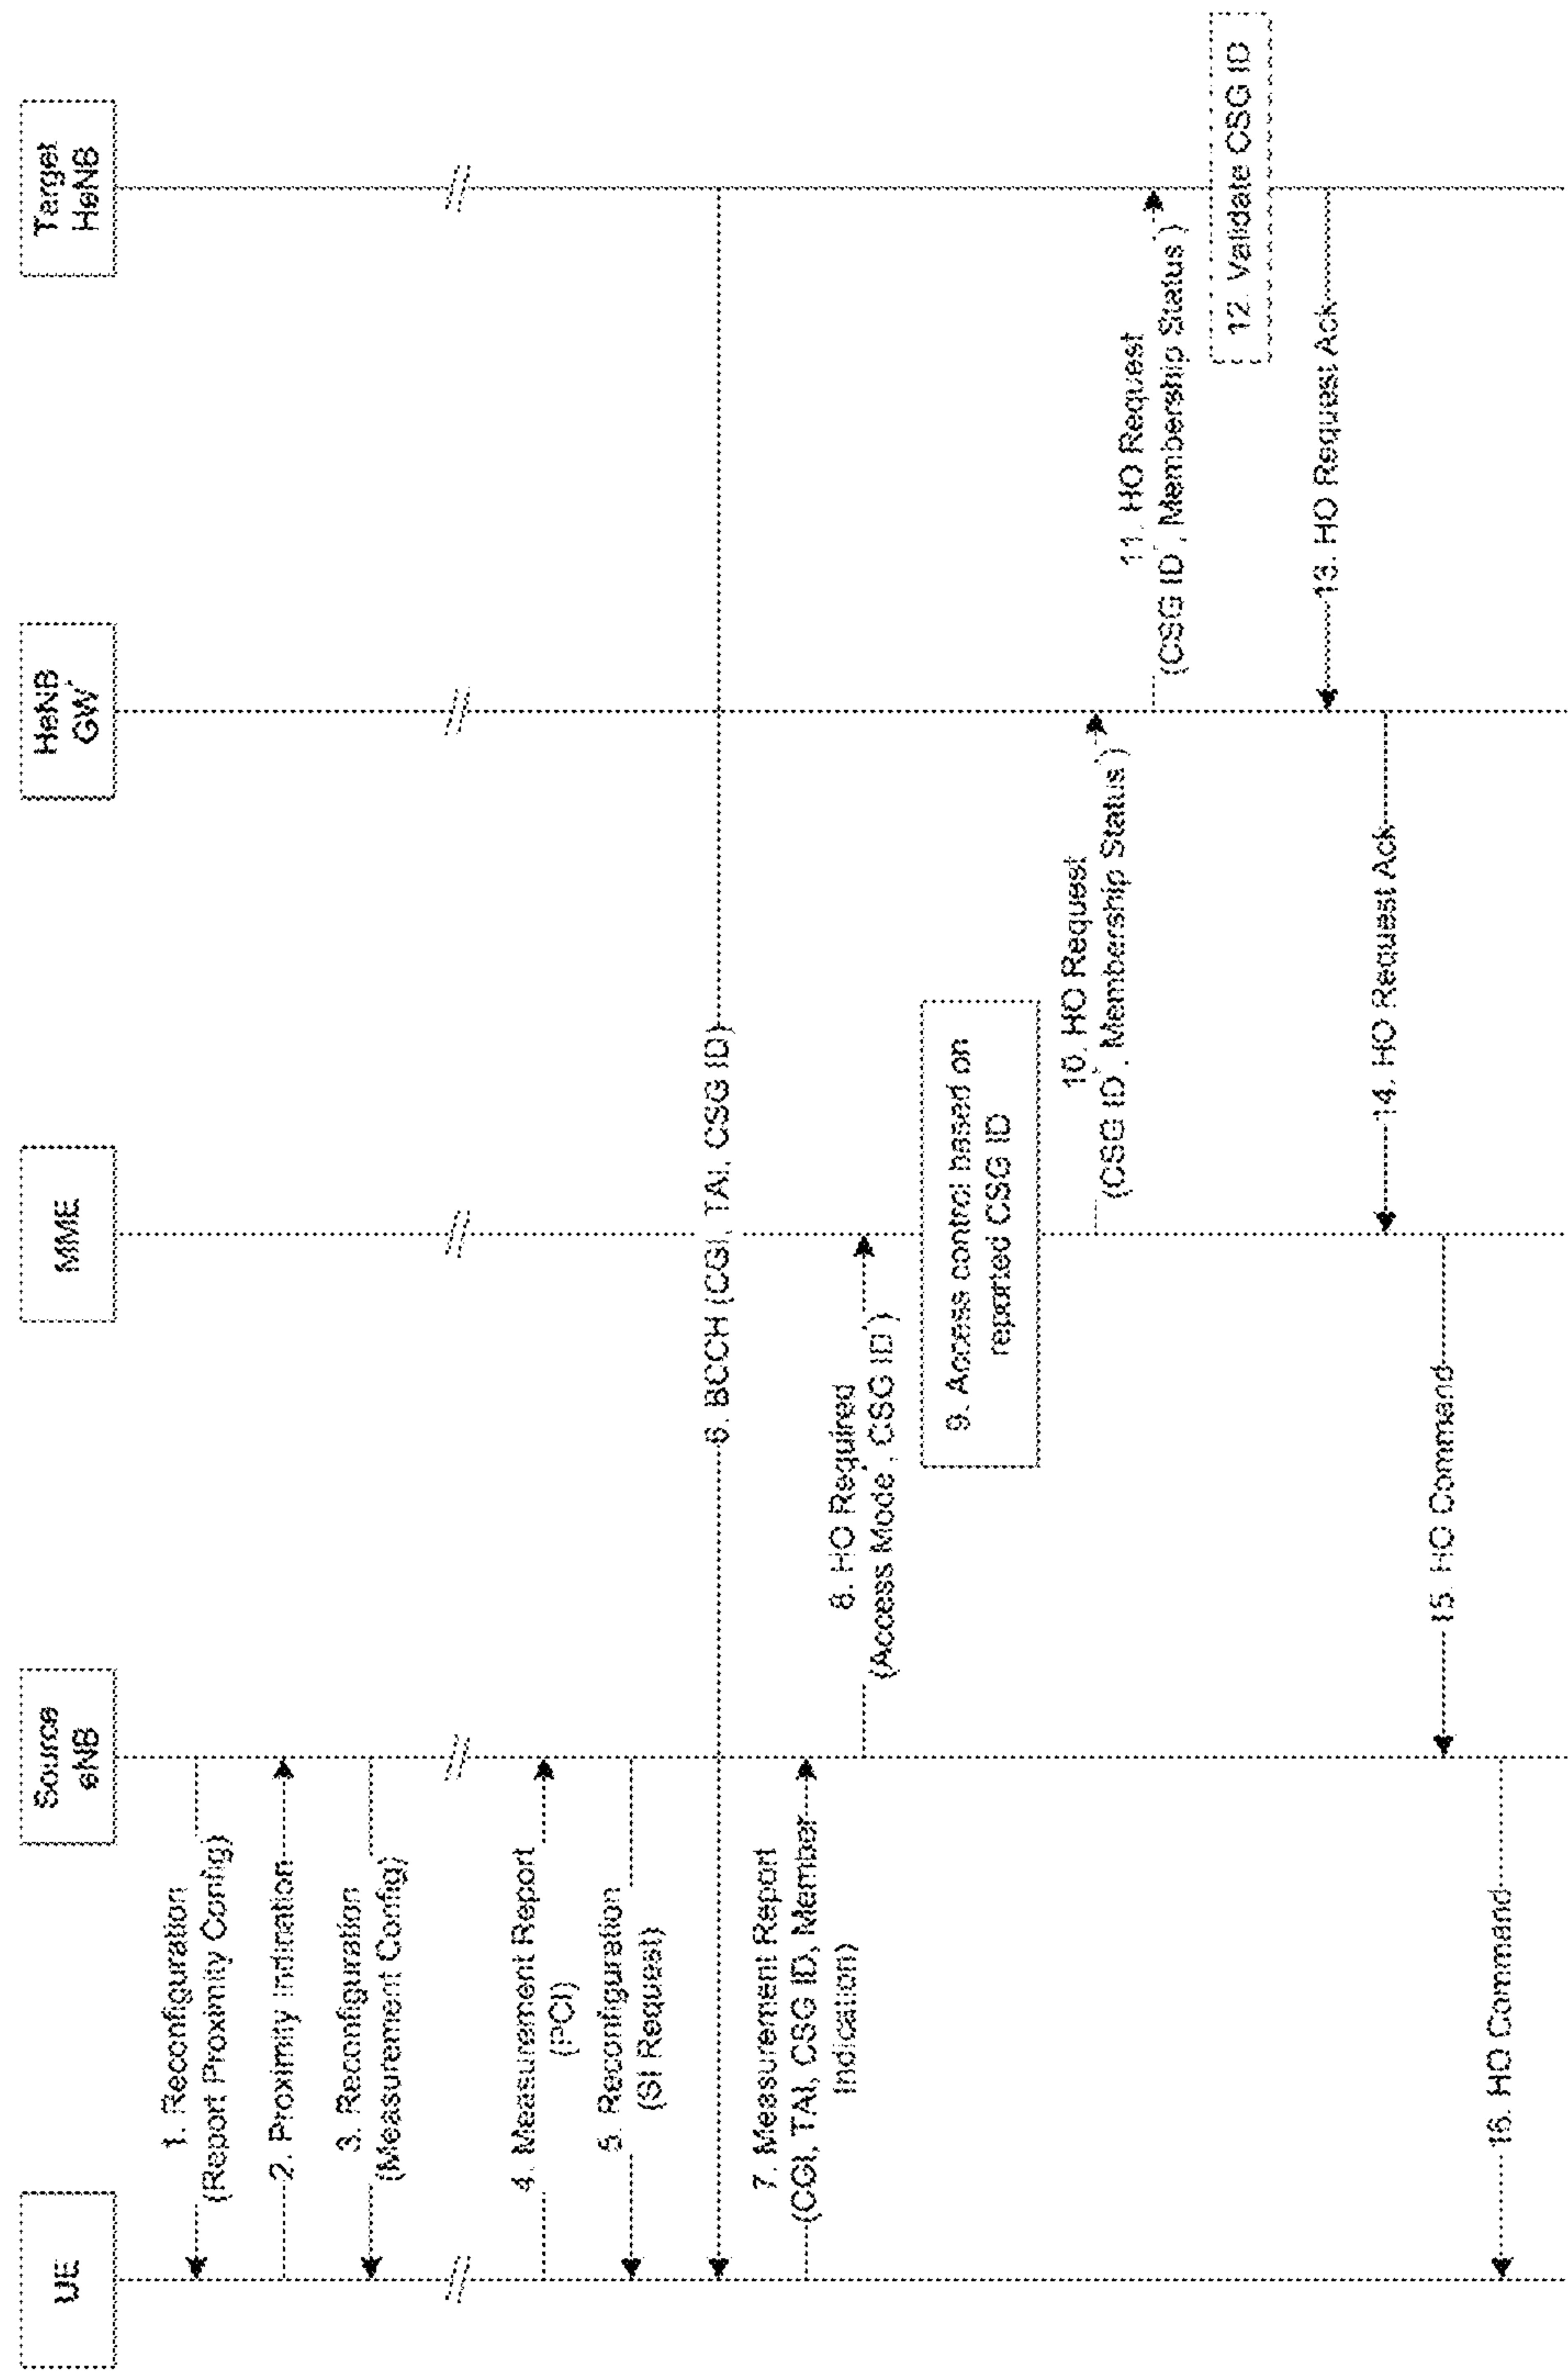 UE
Source
eNB
MME
HeNB
GW*
Target
HeNB
1. Reconfiguration
(Report Proximity Config)
2. Proximity Indination
3. Reconfiguration
(Measurement Config)
4. Measurement Report
(PCI)
5. Reconfiguration
(SI Request)
6. BCCH (CGI, TAI, CSG ID)
7. Measurement Report
(CGI, TAI, CSG ID, Member
Indication)
8. HO Required
(Access Mode*, CSG ID*)
9. Access control based on
reported CSG ID
10. HO Request
(CSG ID*, Membership Status*)
11. HO Request
(CSG ID*, Membership Status*)
12. Validate CSG ID
13. HO Request Ack
14. HO Request Ack
15. HO Command
16. HO Command